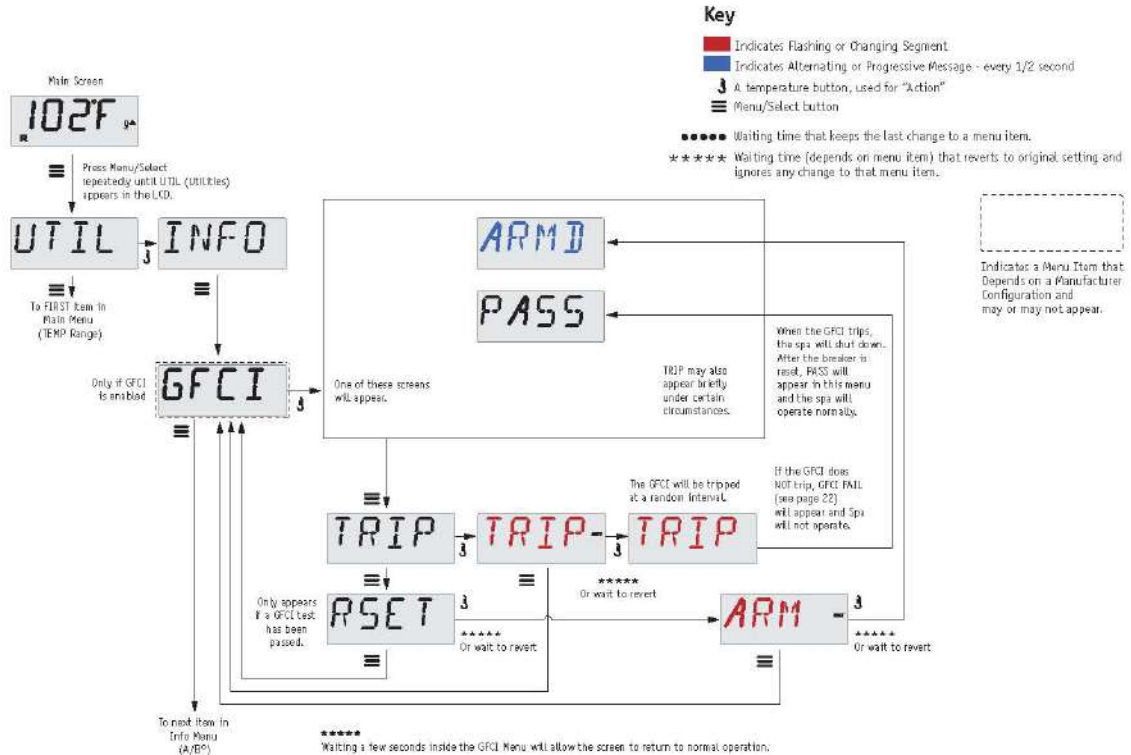 Key
Indicates Flashing or Changing Segment
Indicates Alternating or Progressive Message - every 1/2 second
A temperature button, used for "Action"
Menu/Select button
Waiting time that keeps the last change to a menu item.
***** Waiting time (depends on menu item) that reverts to original setting and
ignores any change to that menu item.
Indicates a Menu Item that
Depends on a Manufacturer
Configuration and
may or may not appear.
Main Screen
102°F
R
Press Menu/Select
repeatedly until UTIL (Utilities)
appears in the LCD.
UTIL
INFO
To FIRST Item in
Main Menu
(TEMP Range)
Only if GFCI
is enabled
GFCI
One of these screens
will appear.
ARMD
PASS
TRIP may also
appear briefly
under certain
circumstances.
When the GFCI trips,
the spa will shut down.
After the breaker is
reset, PASS will
appear in this menu
and the spa will
operate normally.
The GFCI will be tripped
at a random interval.
If the GFCI does
NOT trip, GFCI FAIL
(see page 22)
will appear and Spa
will not operate.
TRIP
TRIP-
TRIP
*****
Or wait to revert
Only appears
if a GFCI test
has been
passed.
RSET
*****
Or wait to revert
ARM -
*****
Or wait to revert
To next item in
Info Menu
(A/B°)
*****
Waiting a few seconds inside the GFCI Menu will allow the screen to return to normal operation.